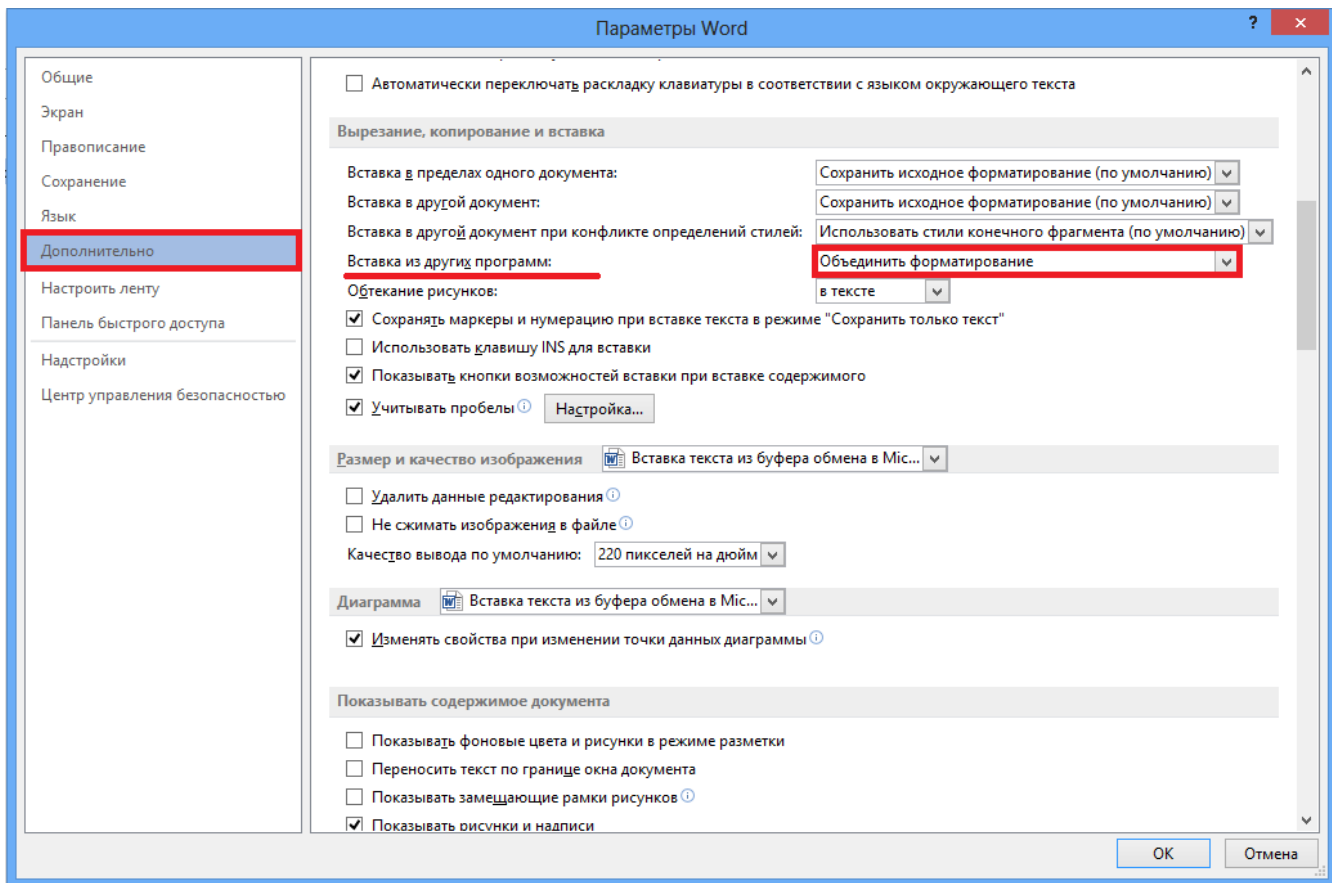 Параметры Word
?
Общие
Экран
Правописание
Сохранение
Язык
Дополнительно
Настроить ленту
Панель быстрого доступа
Надстройки
Центр управления безопасностью
Автоматически переключать раскладку клавиатуры в соответствии с языком окружающего текста
Вырезание, копирование и вставка
Вставка в пределах одного документа: Сохранить исходное форматирование (по умолчанию)
Вставка в другой документ: Сохранить исходное форматирование (по умолчанию)
Вставка в другой документ при конфликте определений стилей: Использовать стили конечного фрагмента (по умолчанию)
Вставка из других программ: Объединить форматирование
Обтекание рисунков: в тексте
Сохранять маркеры и нумерацию при вставке текста в режиме "Сохранить только текст"
Использовать клавишу INS для вставки
Показывать кнопки возможностей вставки при вставке содержимого
Учитывать пробелы Настройка...
Размер и качество изображения Вставка текста из буфера обмена в Mic...
Удалить данные редактирования
Не сжимать изображения в файле
Качество вывода по умолчанию: 220 пикселей на дюйм
Диаграмма Вставка текста из буфера обмена в Mic...
Изменять свойства при изменении точки данных диаграммы
Показывать содержимое документа
Показывать фоновые цвета и рисунки в режиме разметки
Переносить текст по границе окна документа
Показывать замещающие рамки рисунков
Показывать рисунки и надписи
ОК Отмена